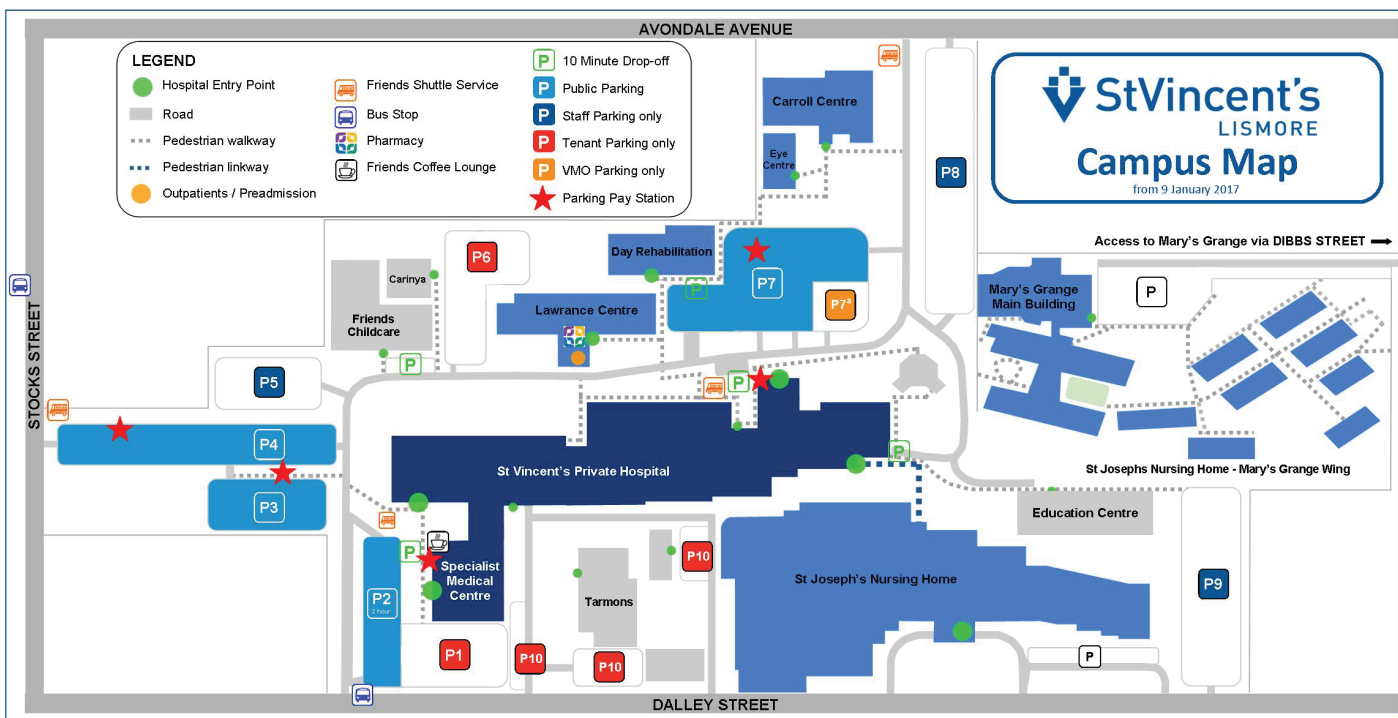 AVONDALE AVENUE
LEGEND
Hospital Entry Point
Road
Pedestrian walkway
Pedestrian linkway
Outpatients / Preadmission
Friends Shuttle Service
Bus Stop
Pharmacy
Friends Coffee Lounge
P 10 Minute Drop-off
P Public Parking
P Staff Parking only
P Tenant Parking only
P VMO Parking only
Parking Pay Station
StVincent's
LISMORE
Campus Map
from 9 January 2017
Access to Mary's Grange via DIBBS STREET
STOCKS STREET
Carroll Centre
Eye
Centre
P8
Day Rehabilitation
P
P7
P7ª
P6
Carinya
Friends
Childcare
P
Lawrance Centre
Mary's Grange
Main Building
P
P5
P4
P3
P
St Vincent's Private Hospital
P
St Josephs Nursing Home - Mary's Grange Wing
Education Centre
P
Specialist
Medical
Centre
P2
2 hour
P1
P10
P10
P10
Tarmons
St Joseph's Nursing Home
P9
P
DALLEY STREET